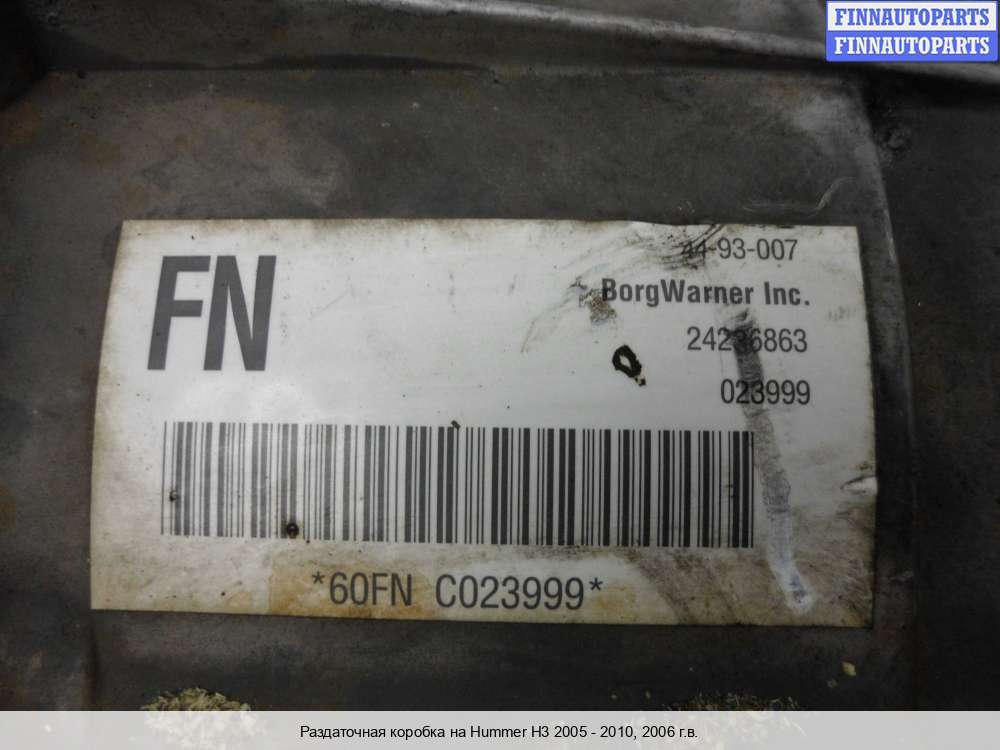 FINNAUTOPARTS
FINNAUTOPARTS
44-93-007
FN
BorgWarner Inc.
24236863
023999
*60FN C023999*
Раздаточная коробка на Hummer H3 2005 - 2010, 2006 г.в.